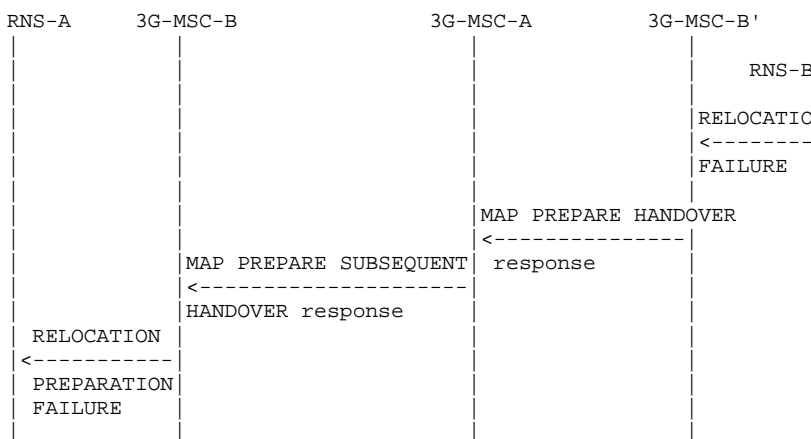 RNS-A 3G-MSC-B 3G-MSC-A 3G-MSC-B'
RNS-B
RELOCATIO
<--------
FAILURE
MAP PREPARE HANDOVER
<---------------
MAP PREPARE SUBSEQUENT response
<---------------------
HANDOVER response
RELOCATION
<-----------
PREPARATION
FAILURE